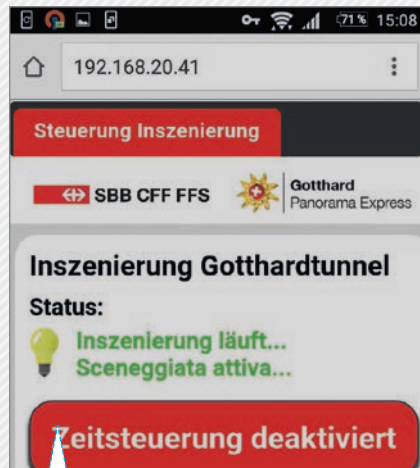 71% 15:08
192.168.20.41
Steuerung Inszenierung
SBB CFF FFS
Gotthard
Panorama Express
Inszenierung Gotthardtunnel
Status:
Inszenierung läuft...
Sceneggiata attiva...
Zeitsteuerung deaktiviert